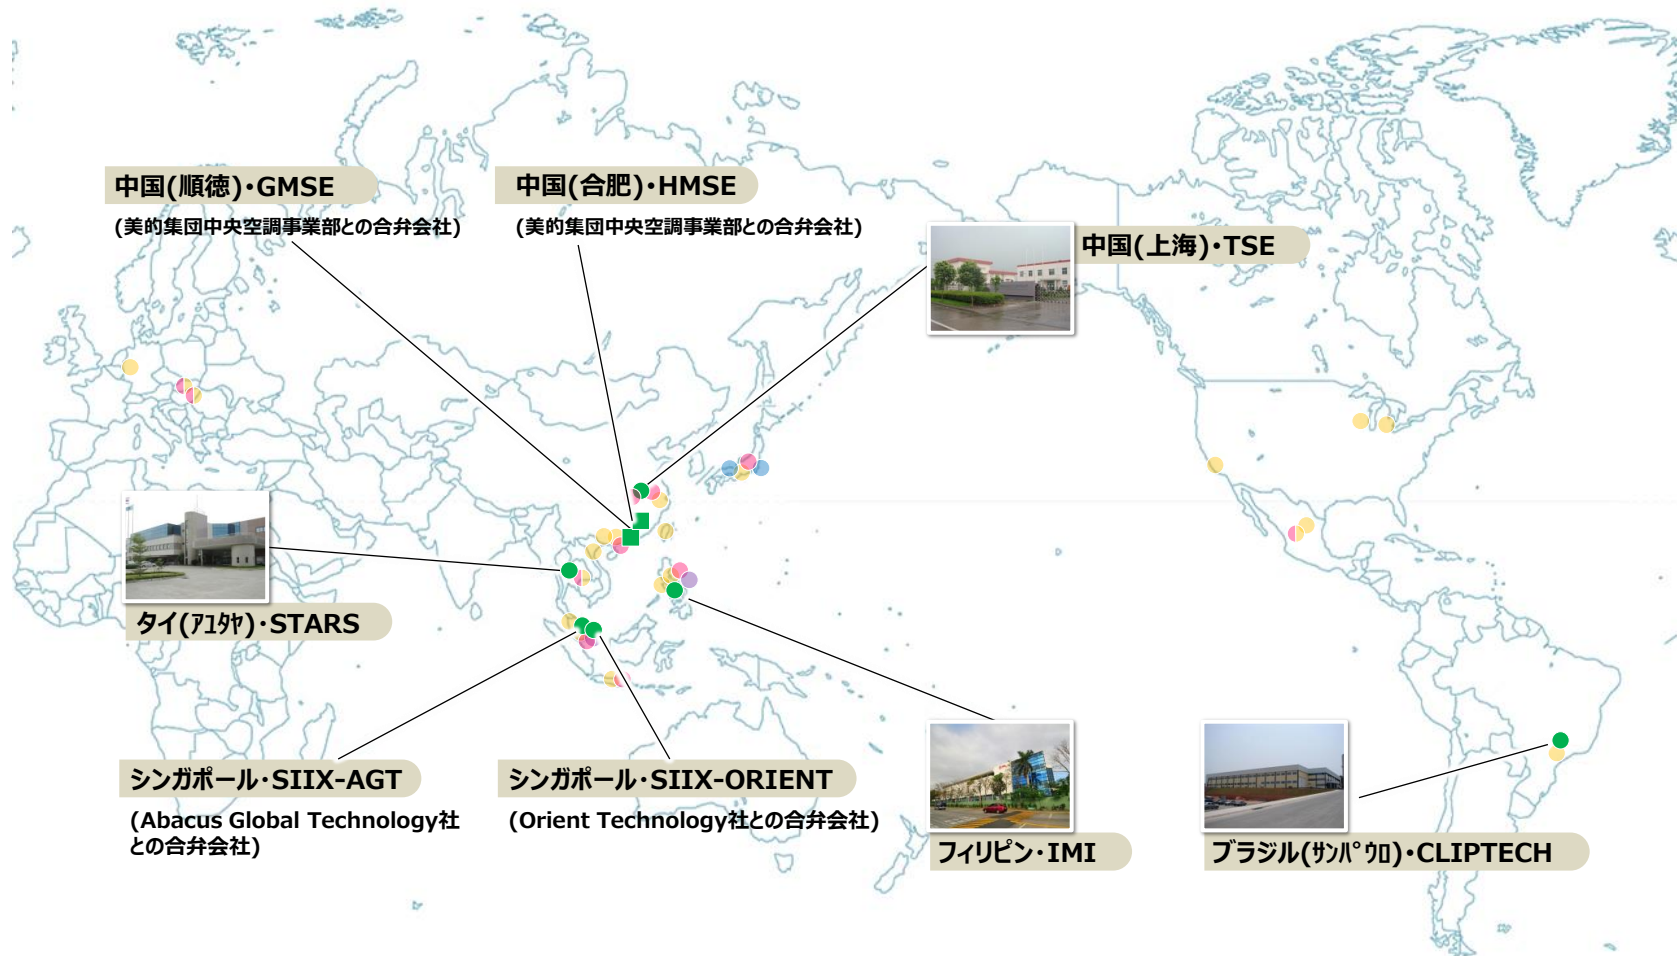 中国(順徳)・GMSE
(美的集団中央空調事業部との合弁会社)
中国(合肥)・HMSE
(美的集団中央空調事業部との合弁会社)
中国(上海)・TSE
タイ(ｱﾕﾀﾔ)・STARS
シンガポール・SIIX-AGT
(Abacus Global Technology社
との合弁会社)
シンガポール・SIIX-ORIENT
(Orient Technology社との合弁会社)
フィリピン・IMI
ブラジル(ｻﾝﾊﾟｳﾛ)・CLIPTECH